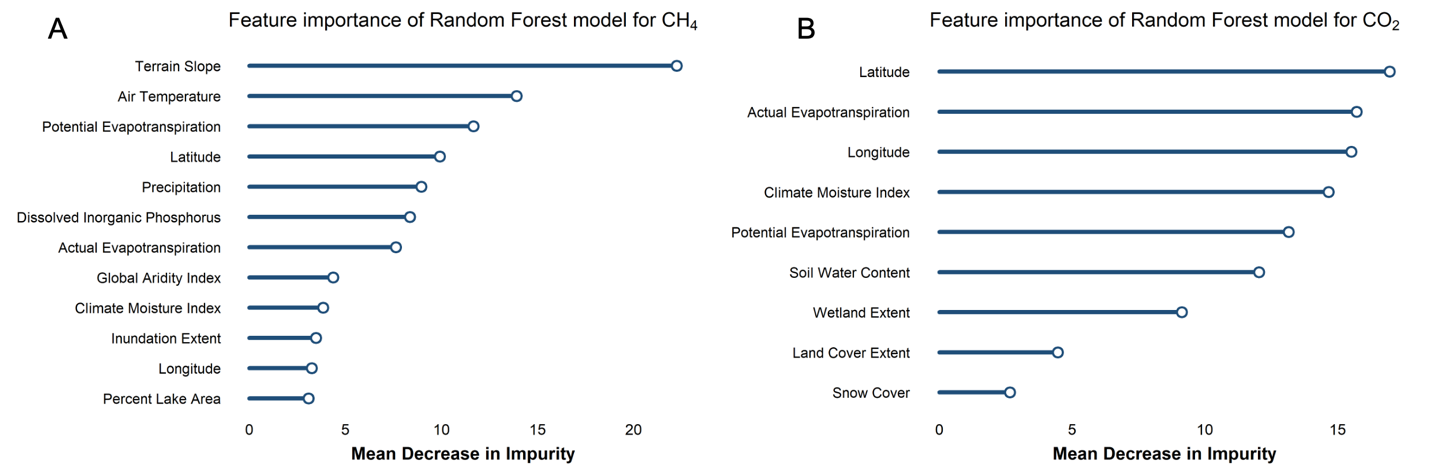 A
Feature importance of Random Forest model for CH4
Terrain Slope
Air Temperature
Potential Evapotranspiration
Latitude
Precipitation
Dissolved Inorganic Phosphorus
Actual Evapotranspiration
Global Aridity Index
Climate Moisture Index
Inundation Extent
Longitude
Percent Lake Area
0 5 10 15 20
Mean Decrease in Impurity
B
Feature importance of Random Forest model for CO2
Latitude
Actual Evapotranspiration
Longitude
Climate Moisture Index
Potential Evapotranspiration
Soil Water Content
Wetland Extent
Land Cover Extent
Snow Cover
0 5 10 15
Mean Decrease in Impurity